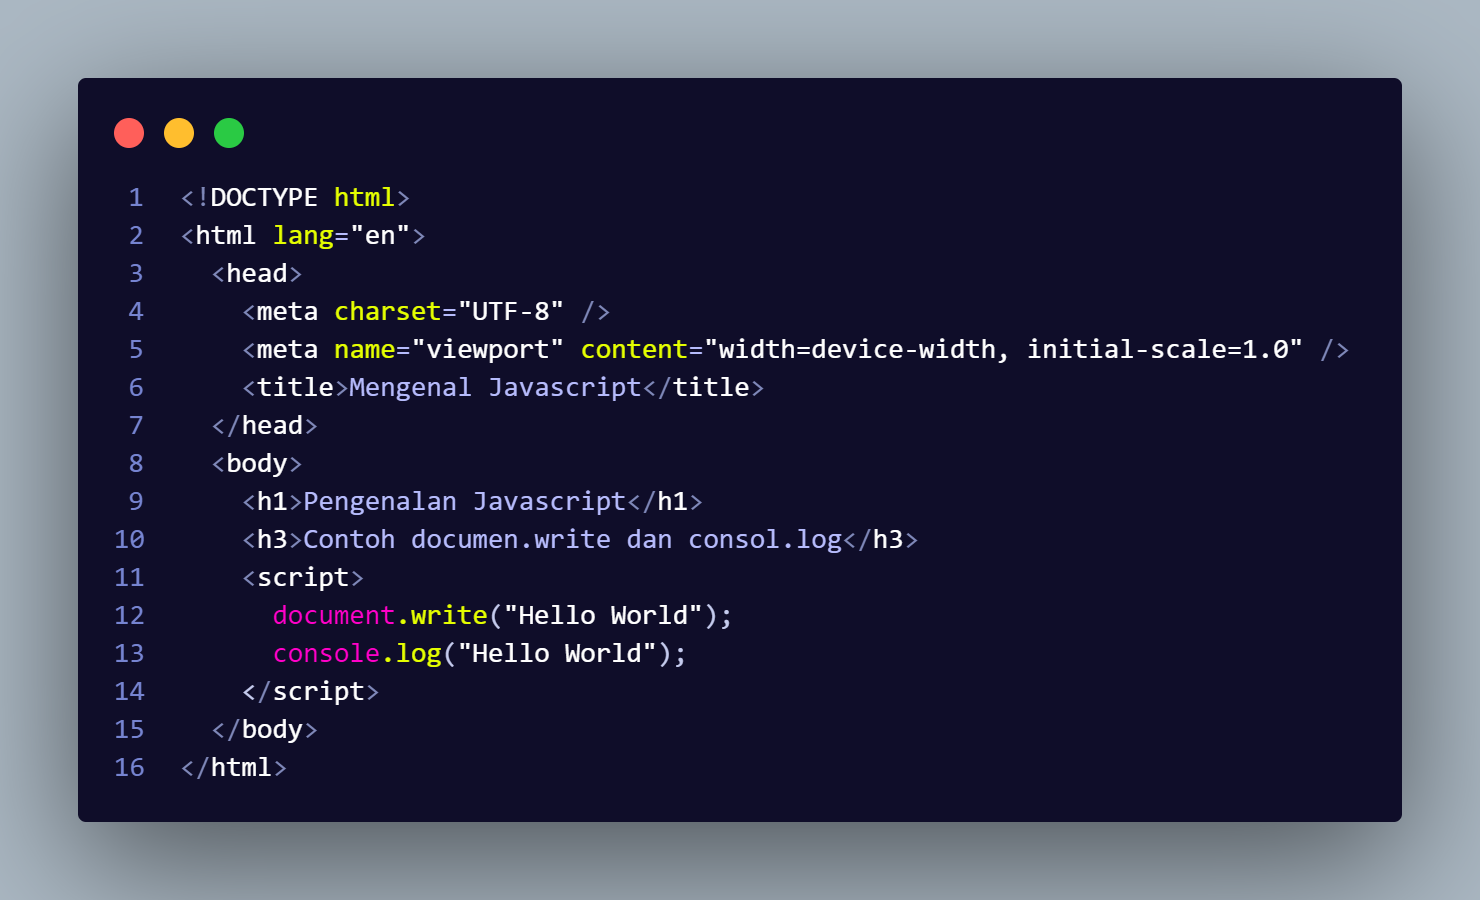 1 <!DOCTYPE html>
2 <html lang="en">
3   <head>
4     <meta charset="UTF-8" />
5     <meta name="viewport" content="width=device-width, initial-scale=1.0" />
6     <title>Mengenal Javascript</title>
7   </head>
8   <body>
9     <h1>Pengenalan Javascript</h1>
10     <h3>Contoh documen.write dan consol.log</h3>
11     <script>
12       document.write("Hello World");
13       console.log("Hello World");
14     </script>
15   </body>
16 </html>